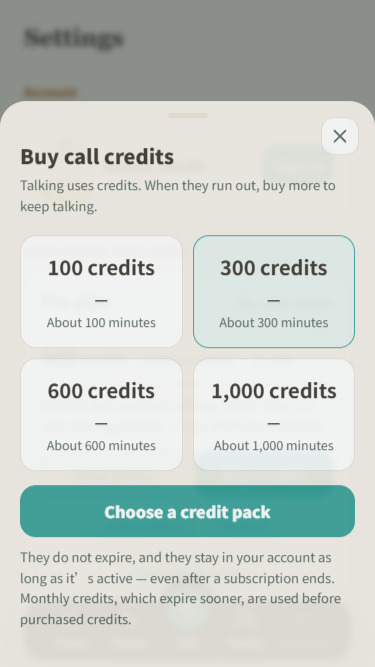 Settings
Account
Buy call credits
Talking uses credits. When they run out, buy more to
keep talking.
100 credits
—
About 100 minutes
300 credits
—
About 300 minutes
600 credits
—
About 600 minutes
1,000 credits
—
About 1,000 minutes
Choose a credit pack
They do not expire, and they stay in your account as
long as it’s active — even after a subscription ends.
Monthly credits, which expire sooner, are used before
purchased credits.